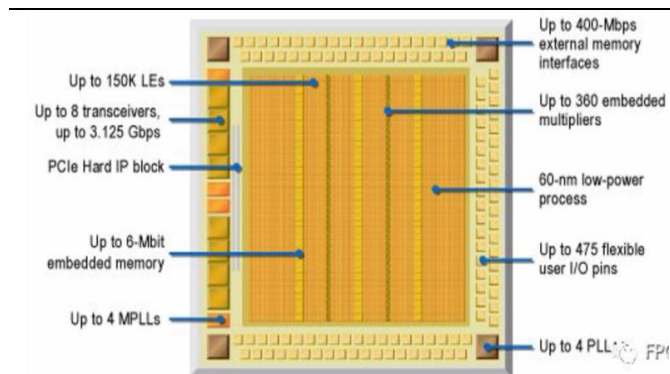 Up to 400-Mbps
external memory
interfaces
Up to 150K LEs
Up to 8 transceivers,
up to 3.125 Gbps
Up to 360 embedded
multipliers
PCIe Hard IP block
60-nm low-power
process
Up to 6-Mbit
embedded memory
Up to 475 flexible
user I/O pins
Up to 4 MPLLs
Up to 4